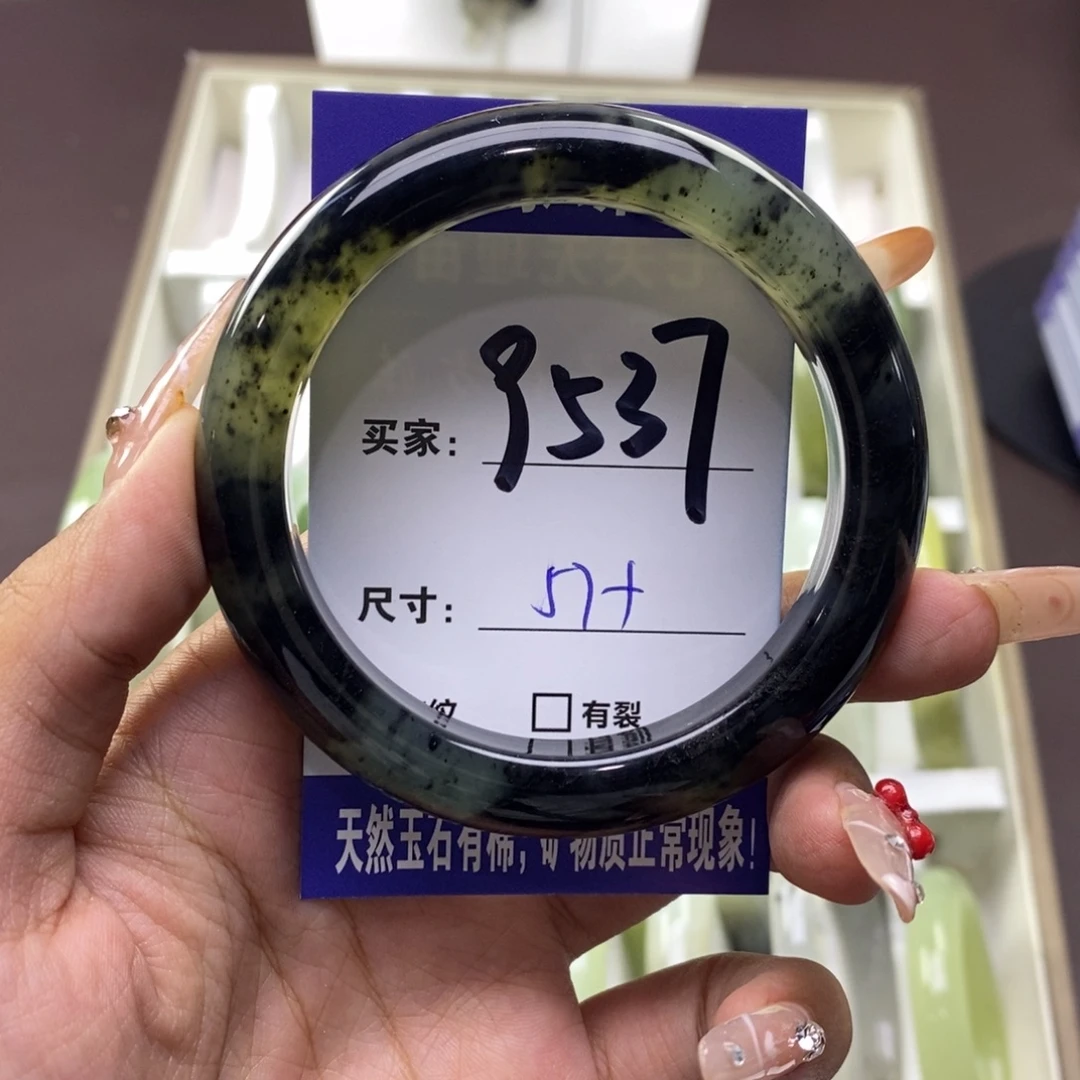 买家: 9537
尺寸: 57+
纹 □ 有裂
天然玉石有棉, 矿物质正常现象!